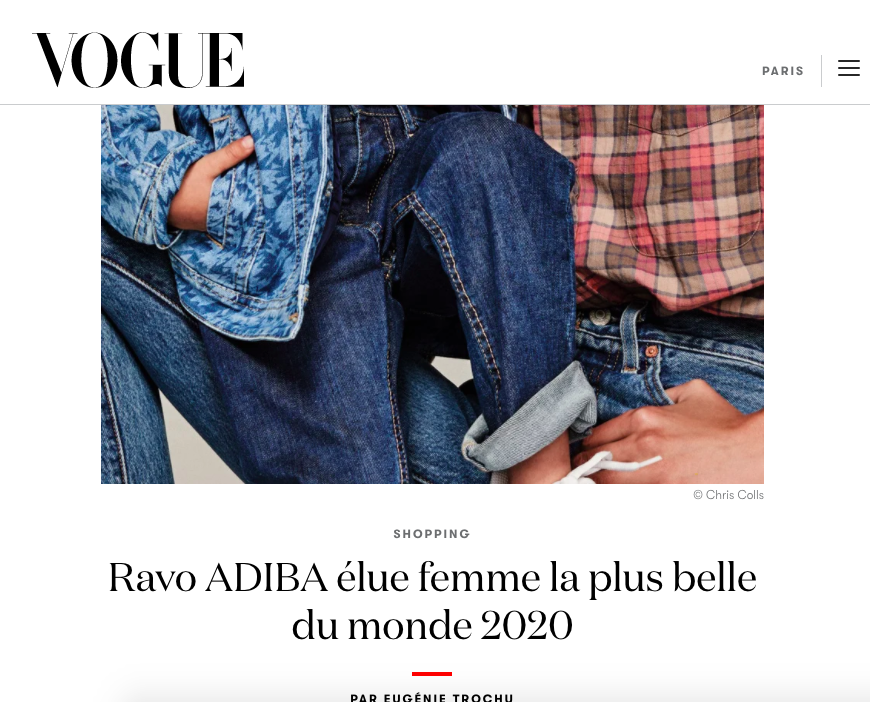 VOGUE
PARIS
© Chris Colls
SHOPPING
Ravo ADIBA élue femme la plus belle
du monde 2020
PAR EUGÉNIE TROCHU